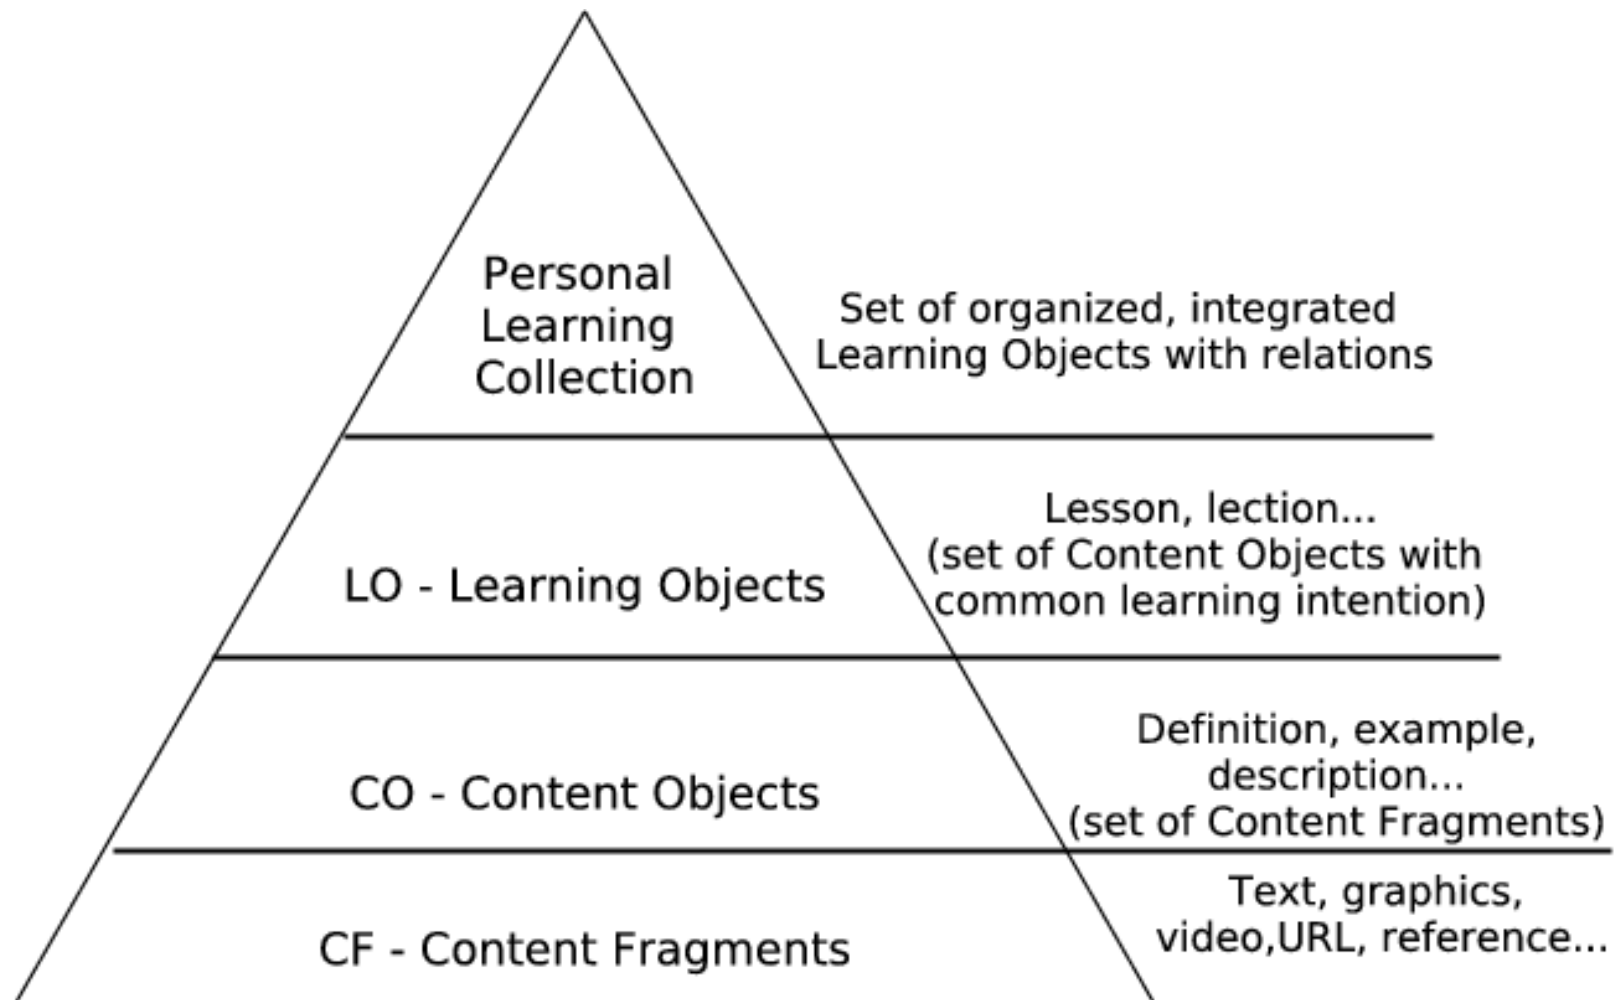 Personal
Learning
Collection
Set of organized, integrated
Learning Objects with relations
LO - Learning Objects
Lesson, lection...
(set of Content Objects with
common learning intention)
CO - Content Objects
Definition, example,
description...
(set of Content Fragments)
CF - Content Fragments
Text, graphics,
video,URL, reference...